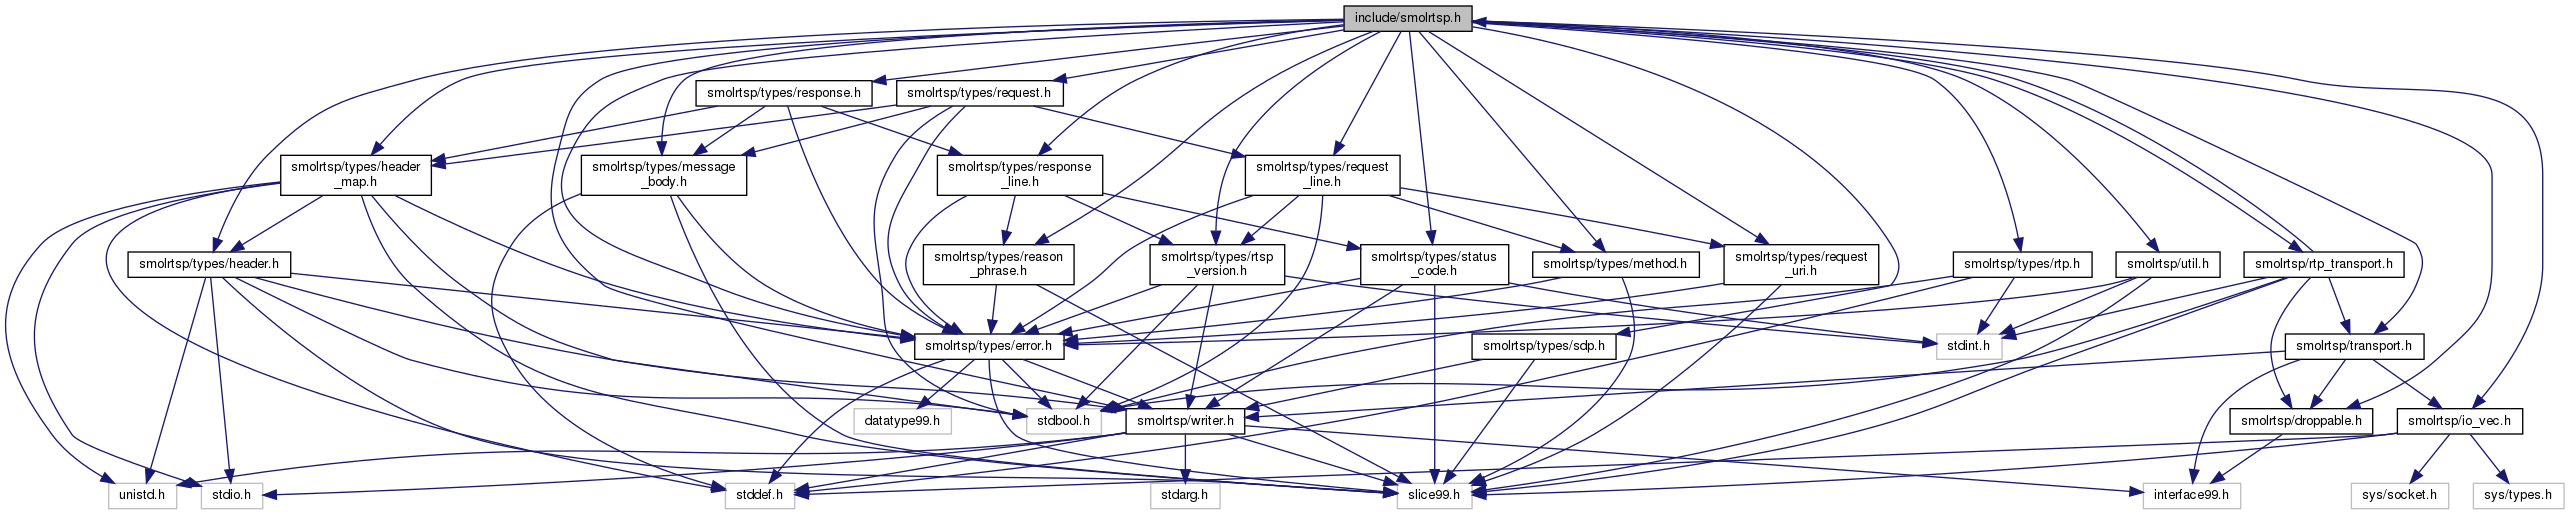 include/smolrtsp.h
smolrtsp/types/response.h
smolrtsp/types/request.h
smolrtsp/types/header
_map.h
smolrtsp/types/message
_body.h
smolrtsp/types/response
_line.h
smolrtsp/types/request
_line.h
smolrtsp/types/header.h
smolrtsp/types/reason
_phrase.h
smolrtsp/types/rtsp
_version.h
smolrtsp/types/status
_code.h
smolrtsp/types/method.h
smolrtsp/types/request
_uri.h
smolrtsp/types/rtp.h
smolrtsp/util.h
smolrtsp/rtp_transport.h
smolrtsp/types/error.h
smolrtsp/types/sdp.h
stdint.h
smolrtsp/transport.h
datatype99.h
stdbool.h
smolrtsp/writer.h
smolrtsp/droppable.h
smolrtsp/io_vec.h
unistd.h
stdio.h
stddef.h
stdarg.h
slice99.h
interface99.h
sys/socket.h
sys/types.h